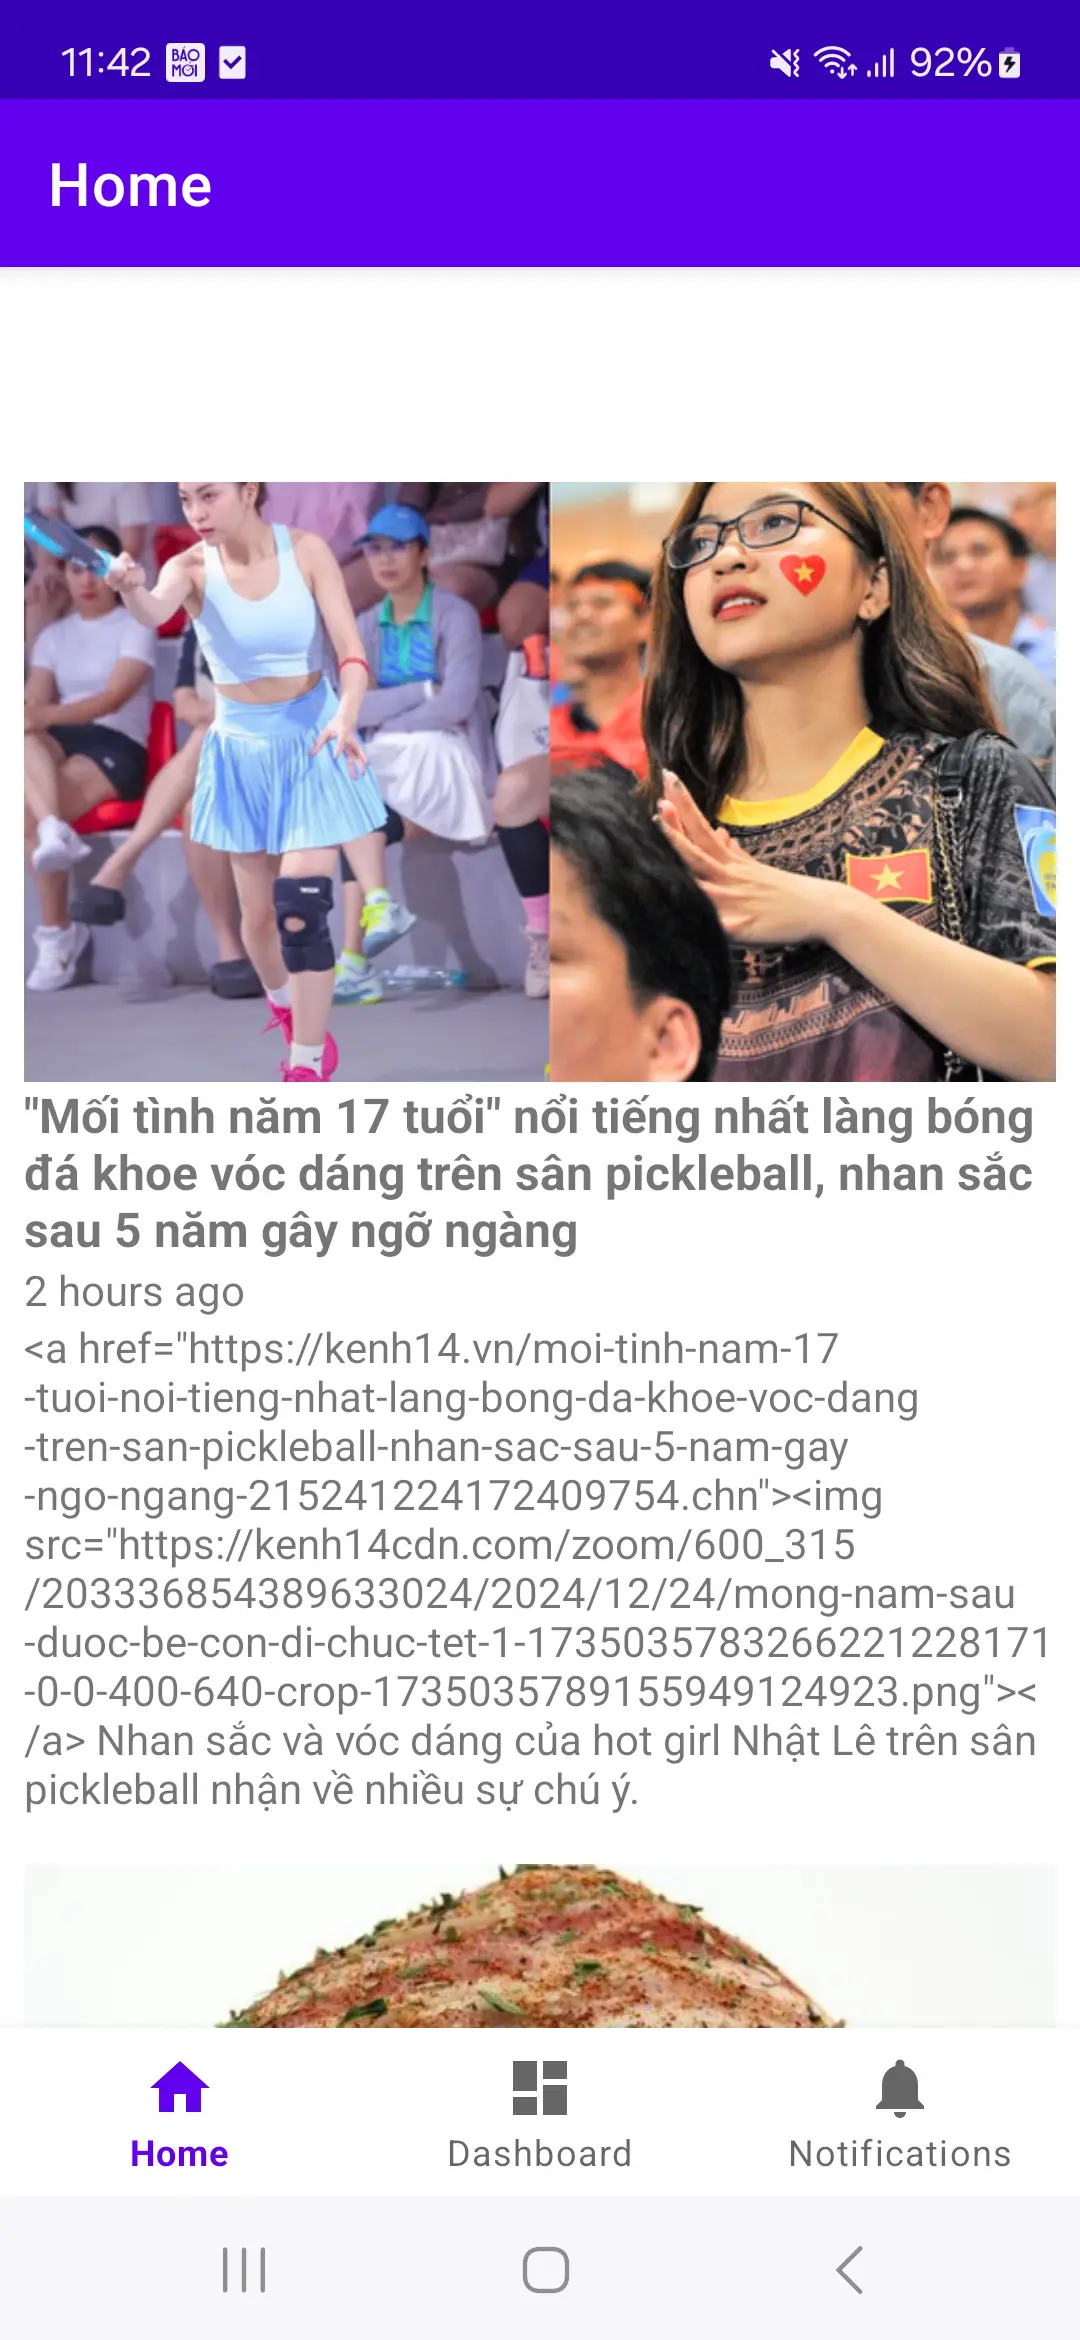 11:42 BÁO MỚI 92%
Home
"Mối tình năm 17 tuổi" nổi tiếng nhất làng bóng
đá khoe vóc dáng trên sân pickleball, nhan sắc
sau 5 năm gây ngỡ ngàng
2 hours ago
<a href="https://kenh14.vn/moi-tinh-nam-17
-tuoi-noi-tieng-nhat-lang-bong-da-khoe-voc-dang
-tren-san-pickleball-nhan-sac-sau-5-nam-gay
-ngo-ngang-215241224172409754.chn"><img
src="https://kenh14cdn.com/zoom/600_315
/203336854389633024/2024/12/24/mong-nam-sau
-duoc-be-con-di-chuc-tet-1-17350357832662212281​71
-0-0-400-640-crop-1735035789155949124923.png"><
/a> Nhan sắc và vóc dáng của hot girl Nhật Lê trên sân
pickleball nhận về nhiều sự chú ý.
Home Dashboard Notifications